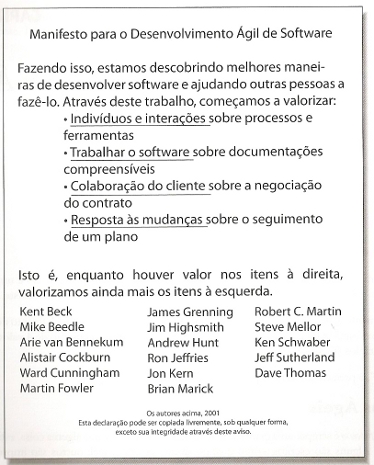 Manifesto para o Desenvolvimento Ágil de Software
Fazendo isso, estamos descobrindo melhores manei-
ras de desenvolver software e ajudando outras pessoas a
fazê-lo. Através deste trabalho, começamos a valorizar:
• Indivíduos e interações sobre processos e
ferramentas
• Trabalhar o software sobre documentações
compreensíveis
• Colaboração do cliente sobre a negociação
do contrato
• Resposta às mudanças sobre o seguimento
de um plano
Isto é, enquanto houver valor nos itens à direita,
valorizamos ainda mais os itens à esquerda.
Kent Beck James Grenning Robert C. Martin
Mike Beedle Jim Highsmith Steve Mellor
Arie van Bennekum Andrew Hunt Ken Schwaber
Alistair Cockburn Ron Jeffries Jeff Sutherland
Ward Cunningham Jon Kern Dave Thomas
Martin Fowler Brian Marick
Os autores acima, 2001
Esta declaração pode ser copiada livremente, sob qualquer forma,
exceto sua integridade através deste aviso.